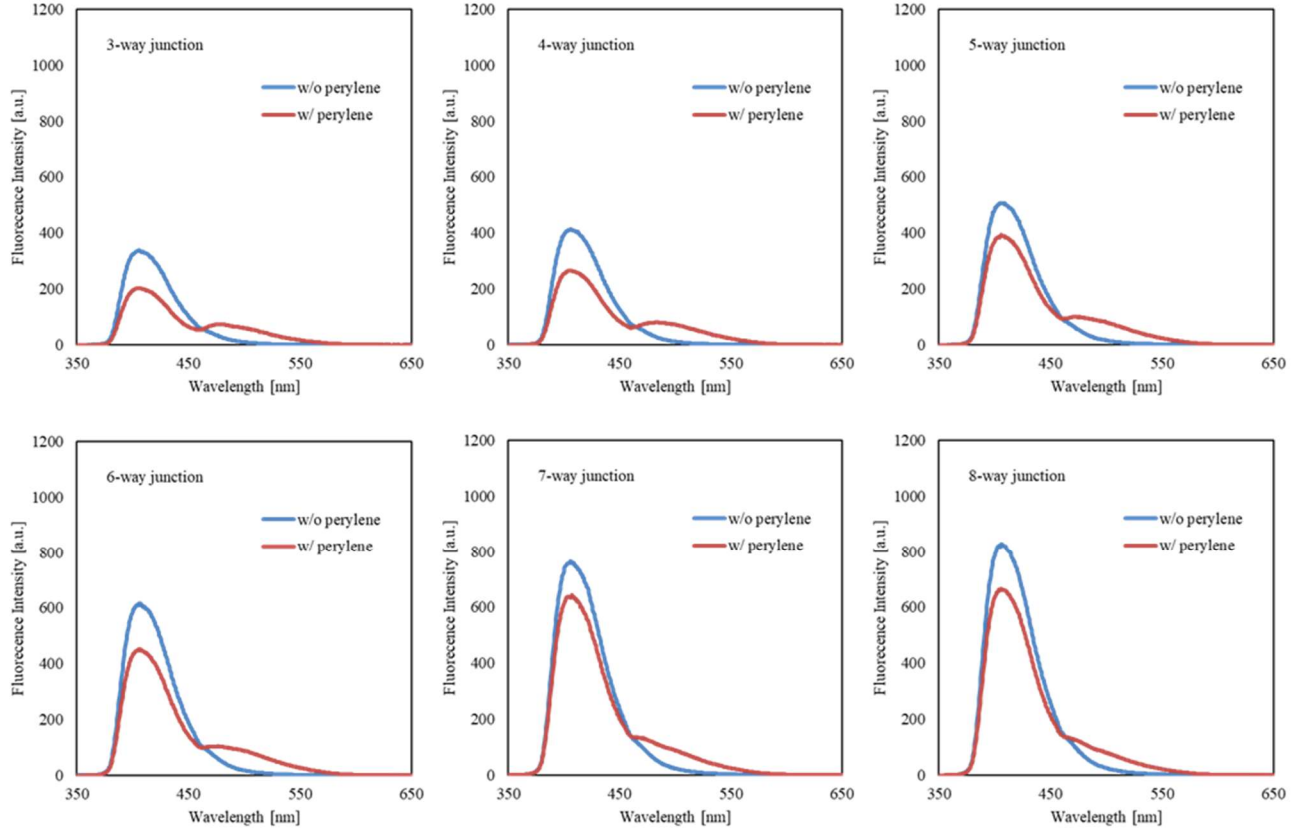 1200
1000
800
600
400
200
0
Fluorecence Intensity [a.u.]
3-way junction
w/o perylene
w/ perylene
350 450 550 650
Wavelength [nm]
1200
1000
800
600
400
200
0
Fluorecence Intensity [a.u.]
4-way junction
w/o perylene
w/ perylene
350 450 550 650
Wavelength [nm]
1200
1000
800
600
400
200
0
Fluorecence Intensity [a.u.]
5-way junction
w/o perylene
w/ perylene
350 450 550 650
Wavelength [nm]
1200
1000
800
600
400
200
0
Fluorecence Intensity [a.u.]
6-way junction
w/o perylene
w/ perylene
350 450 550 650
Wavelength [nm]
1200
1000
800
600
400
200
0
Fluorecence Intensity [a.u.]
7-way junction
w/o perylene
w/ perylene
350 450 550 650
Wavelength [nm]
1200
1000
800
600
400
200
0
Fluorecence Intensity [a.u.]
8-way junction
w/o perylene
w/ perylene
350 450 550 650
Wavelength [nm]